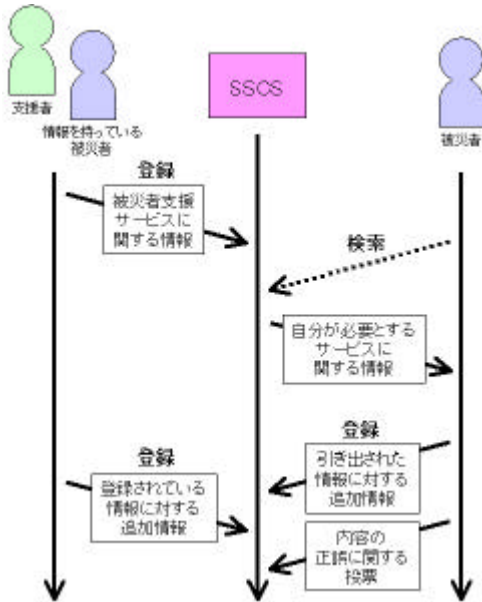 支援者
情報を持っている
被災者
SSCS
被災者
登録
被災者支援
サービスに
関する情報
検索
自分が必要とする
サービスに
関する情報
登録
引き出された
情報に対する
追加情報
登録
登録されている
情報に対する
追加情報
内容の
正誤に関する
投票